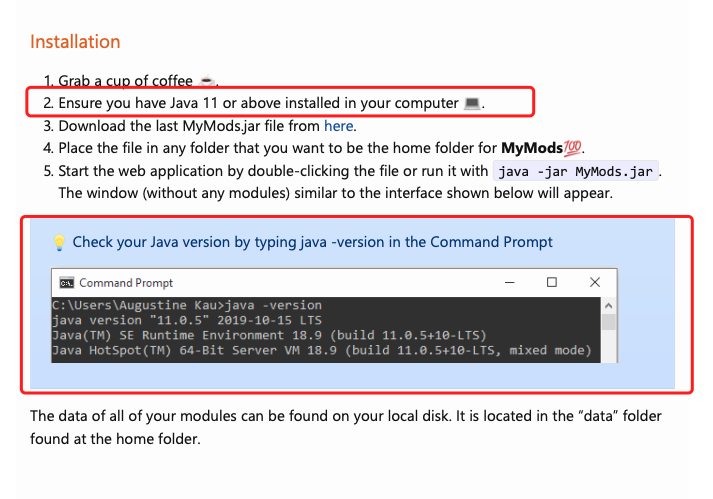 Installation
1. Grab a cup of coffee ☕.
2. Ensure you have Java 11 or above installed in your computer 💻.
3. Download the last MyMods.jar file from here.
4. Place the file in any folder that you want to be the home folder for MyMods💯.
5. Start the web application by double-clicking the file or run it with java -jar MyMods.jar.
The window (without any modules) similar to the interface shown below will appear.
💡 Check your Java version by typing java -version in the Command Prompt
C:\. Command Prompt
C:\Users\Augustine Kau>java -version
java version "11.0.5" 2019-10-15 LTS
Java(TM) SE Runtime Environment 18.9 (build 11.0.5+10-LTS)
Java HotSpot(TM) 64-Bit Server VM 18.9 (build 11.0.5+10-LTS, mixed mode)
The data of all of your modules can be found on your local disk. It is located in the “data” folder
found at the home folder.